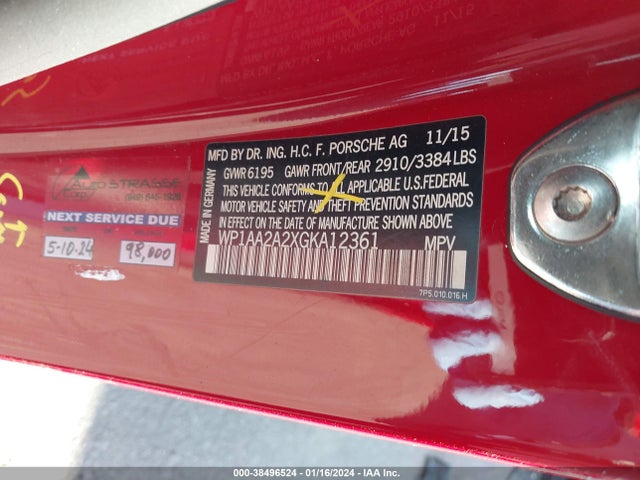 MFD BY DR. ING. H.C. F. PORSCHE AG 11/15
GVWR 6195 GAWR FRONT/REAR 2910/3384 LBS
THIS VEHICLE CONFORMS TO ALL APPLICABLE U.S. FEDERAL
MOTOR VEHICLE SAFETY AND THEFT PREVENTION STANDARDS
IN EFFECT ON THE DATE OF MANUFACTURE SHOWN ABOVE.
WP1AA2A2XGKA12361 MPV
MADE IN GERMANY
7P5.010.016.H
AUTO STRASSE
NEXT SERVICE DUE
5-10-24 98,000
000-38496524 | 01/16/2024 | IAA Inc.